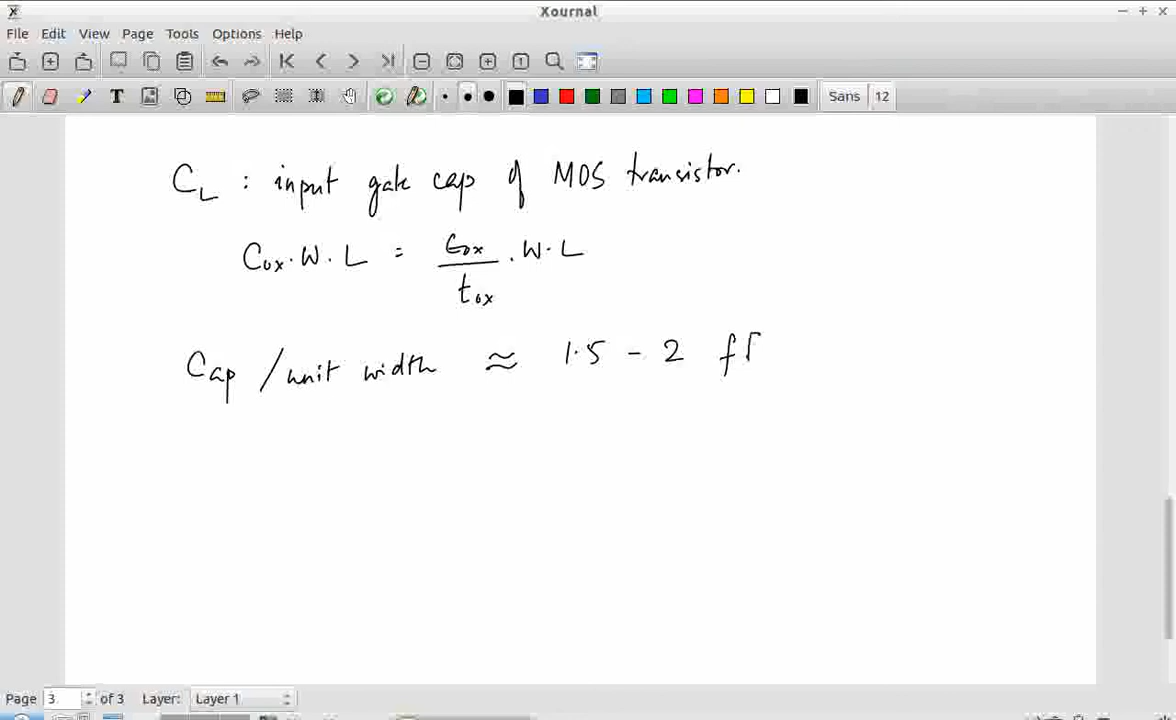 Xournal
File Edit View Page Tools Options Help
Sans 12
C_L : input gate cap of MOS transistor.
Cox . W . L = ϵox / tox . W . L
Cap / unit width ≈ 1.5 - 2 fF
Page 3 of 3 Layer: Layer 1